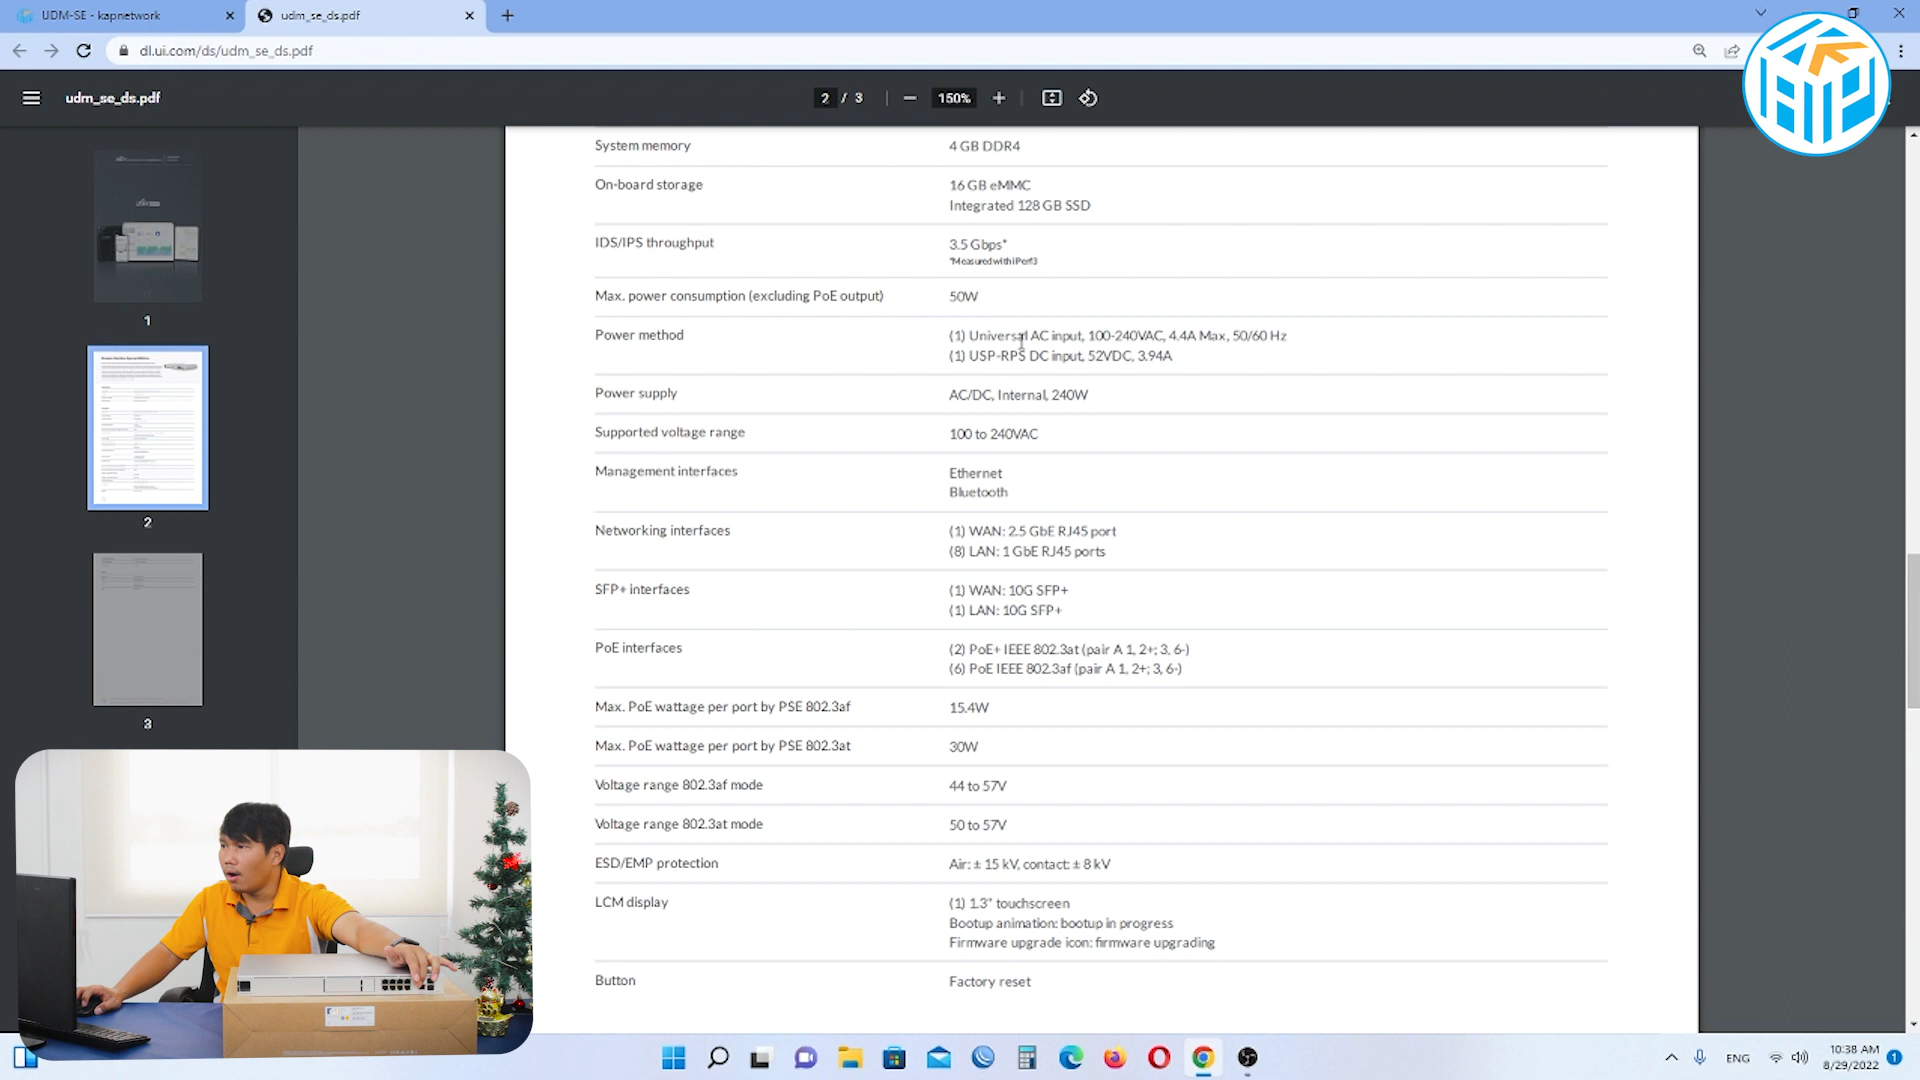 UDM-SE - kapnetwork
udm_se_ds.pdf
dl.ui.com/ds/udm_se_ds.pdf
udm_se_ds.pdf
2 / 3
150%
System memory
4 GB DDR4
On-board storage
16 GB eMMC
Integrated 128 GB SSD
IDS/IPS throughput
3.5 Gbps*
*Measured with iPerf3
Max. power consumption (excluding PoE output)
50W
Power method
(1) Universal AC input, 100-240VAC, 4.4A Max, 50/60 Hz
(1) USP-RPS DC input, 52VDC, 3.94A
Power supply
AC/DC, Internal, 240W
Supported voltage range
100 to 240VAC
Management interfaces
Ethernet
Bluetooth
Networking interfaces
(1) WAN: 2.5 GbE RJ45 port
(8) LAN: 1 GbE RJ45 ports
SFP+ interfaces
(1) WAN: 10G SFP+
(1) LAN: 10G SFP+
PoE interfaces
(2) PoE+ IEEE 802.3at (pair A 1, 2+; 3, 6-)
(6) PoE IEEE 802.3af (pair A 1, 2+; 3, 6-)
Max. PoE wattage per port by PSE 802.3af
15.4W
Max. PoE wattage per port by PSE 802.3at
30W
Voltage range 802.3af mode
44 to 57V
Voltage range 802.3at mode
50 to 57V
ESD/EMP protection
Air: ± 15 kV, contact: ± 8 kV
LCM display
(1) 1.3" touchscreen
Bootup animation: bootup in progress
Firmware upgrade icon: firmware upgrading
Button
Factory reset
1
2
3
KAP
ENG
10:38 AM
8/29/2022
1